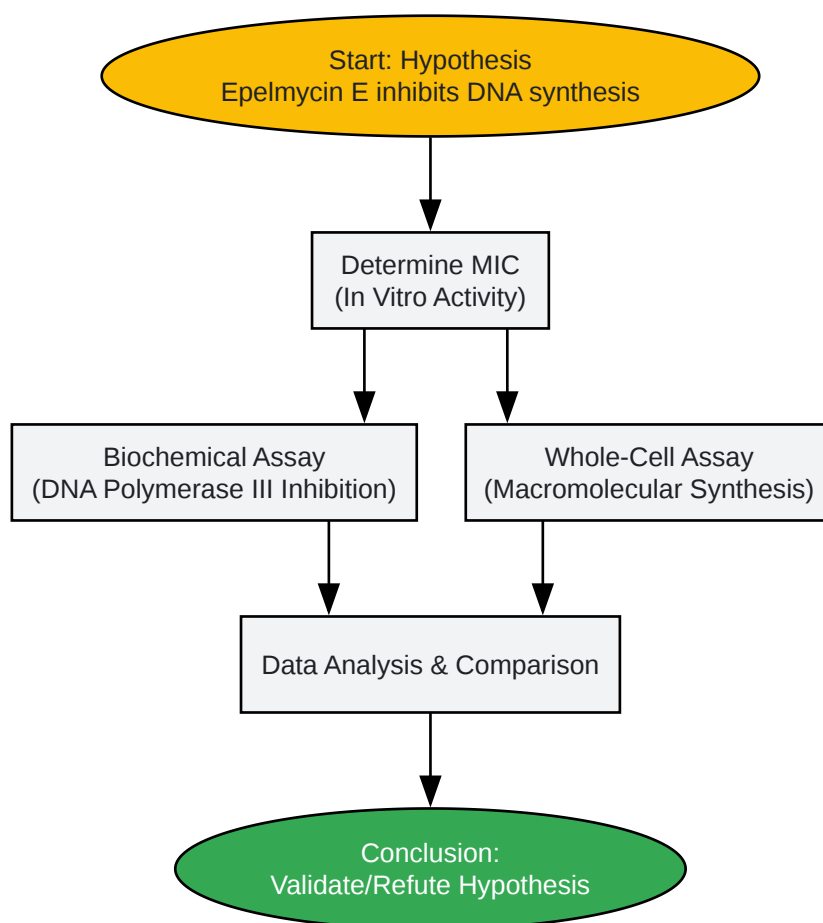 Start: Hypothesis
Epelmycin E inhibits DNA synthesis
Determine MIC
(In Vitro Activity)
Biochemical Assay
(DNA Polymerase III Inhibition)
Whole-Cell Assay
(Macromolecular Synthesis)
Data Analysis & Comparison
Conclusion:
Validate/Refute Hypothesis